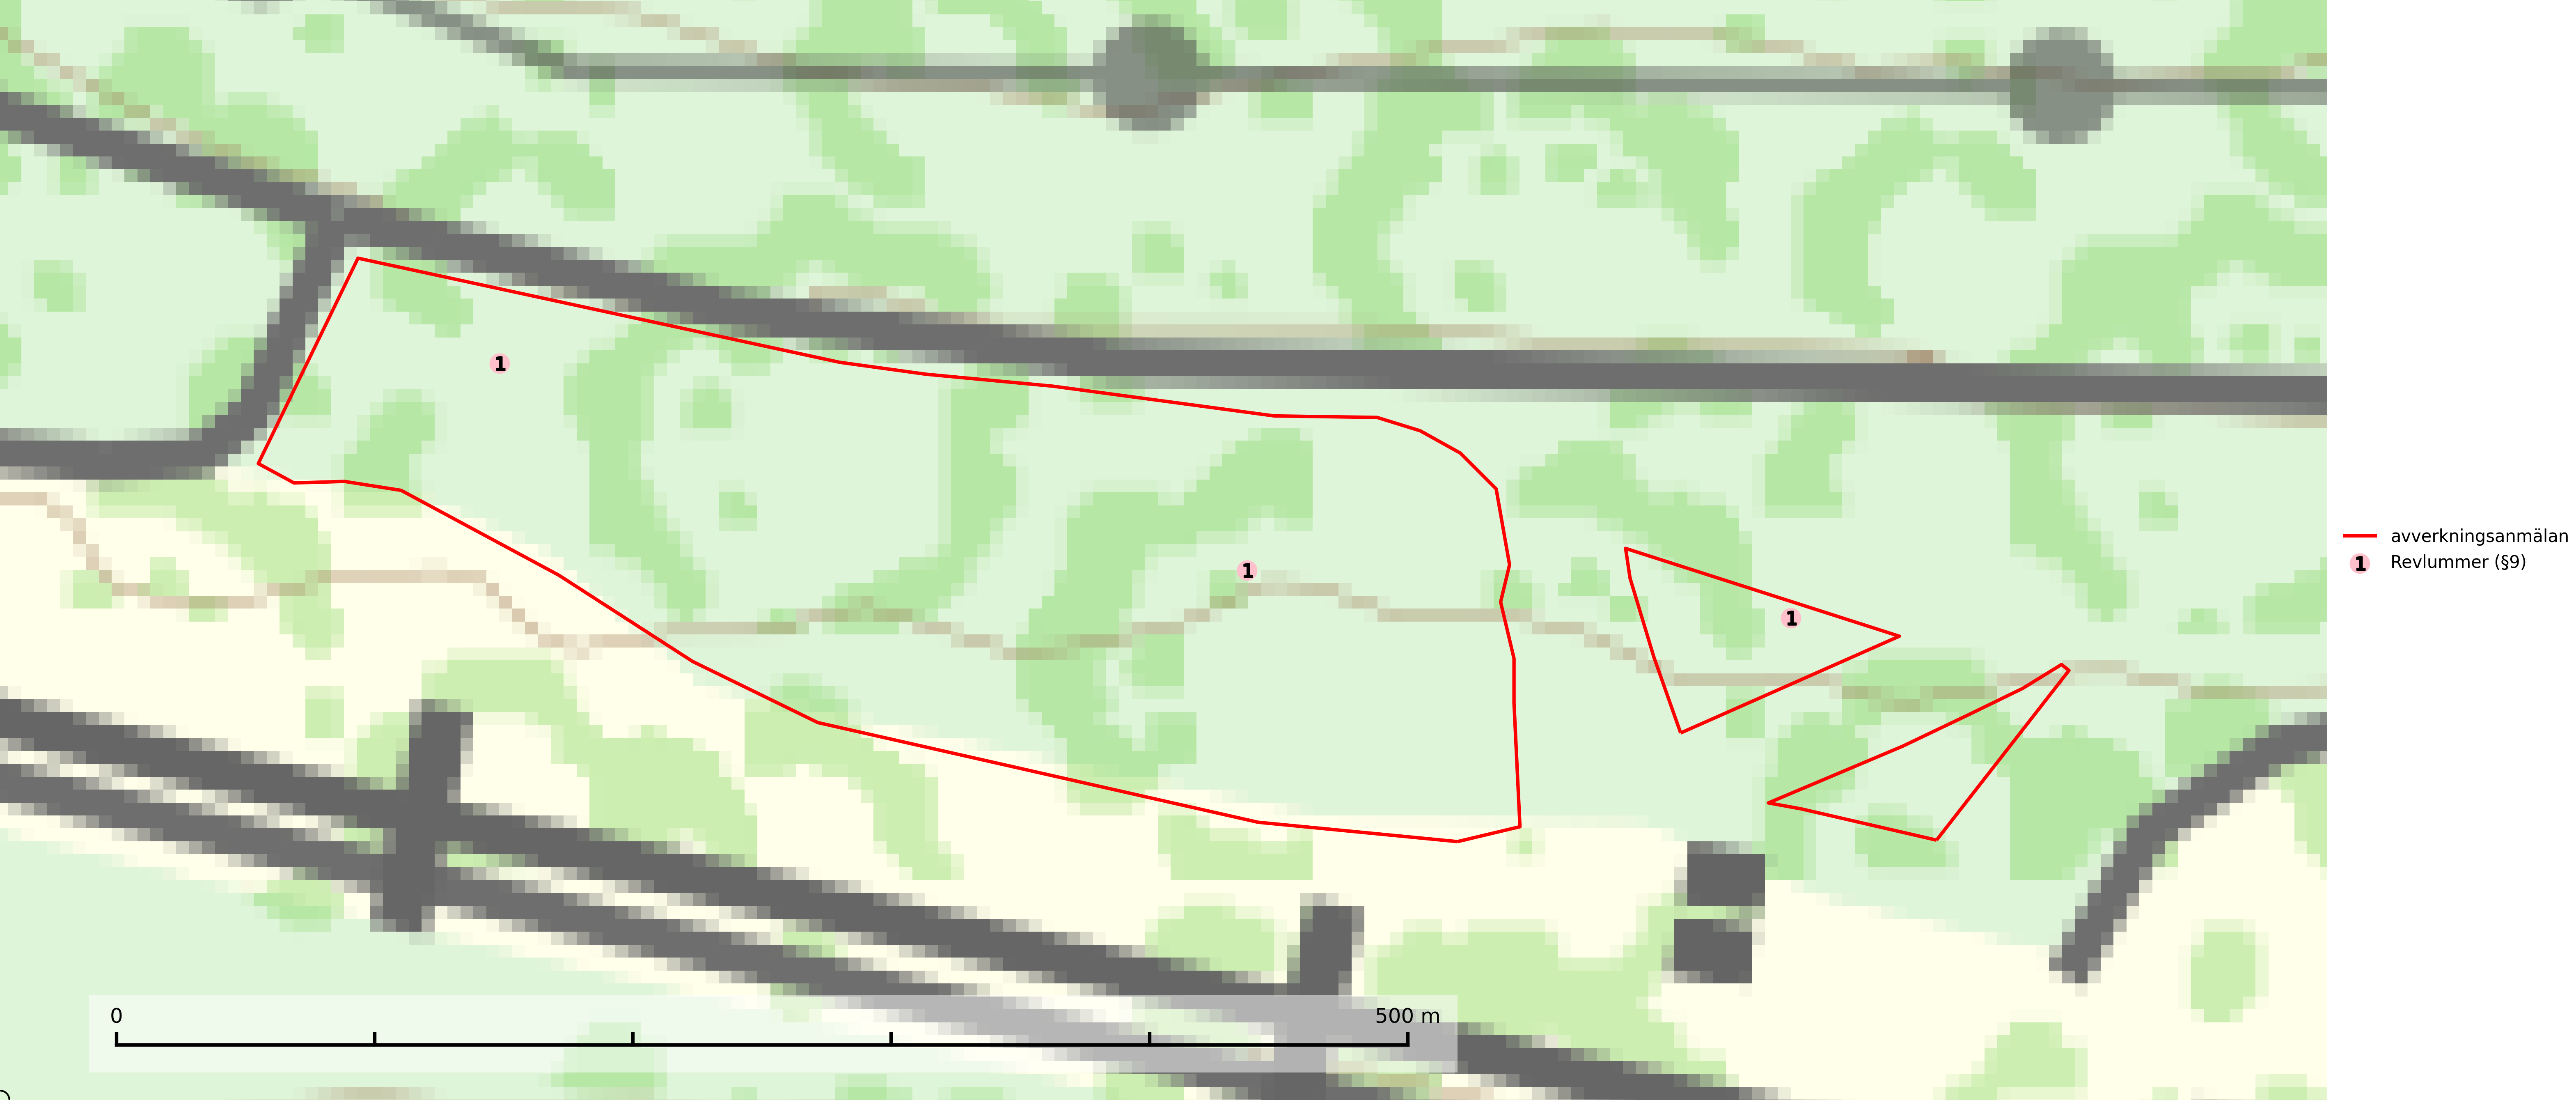 1
1
1
avverkningsanmälan
1 Revlummer (§9)
0 500 m